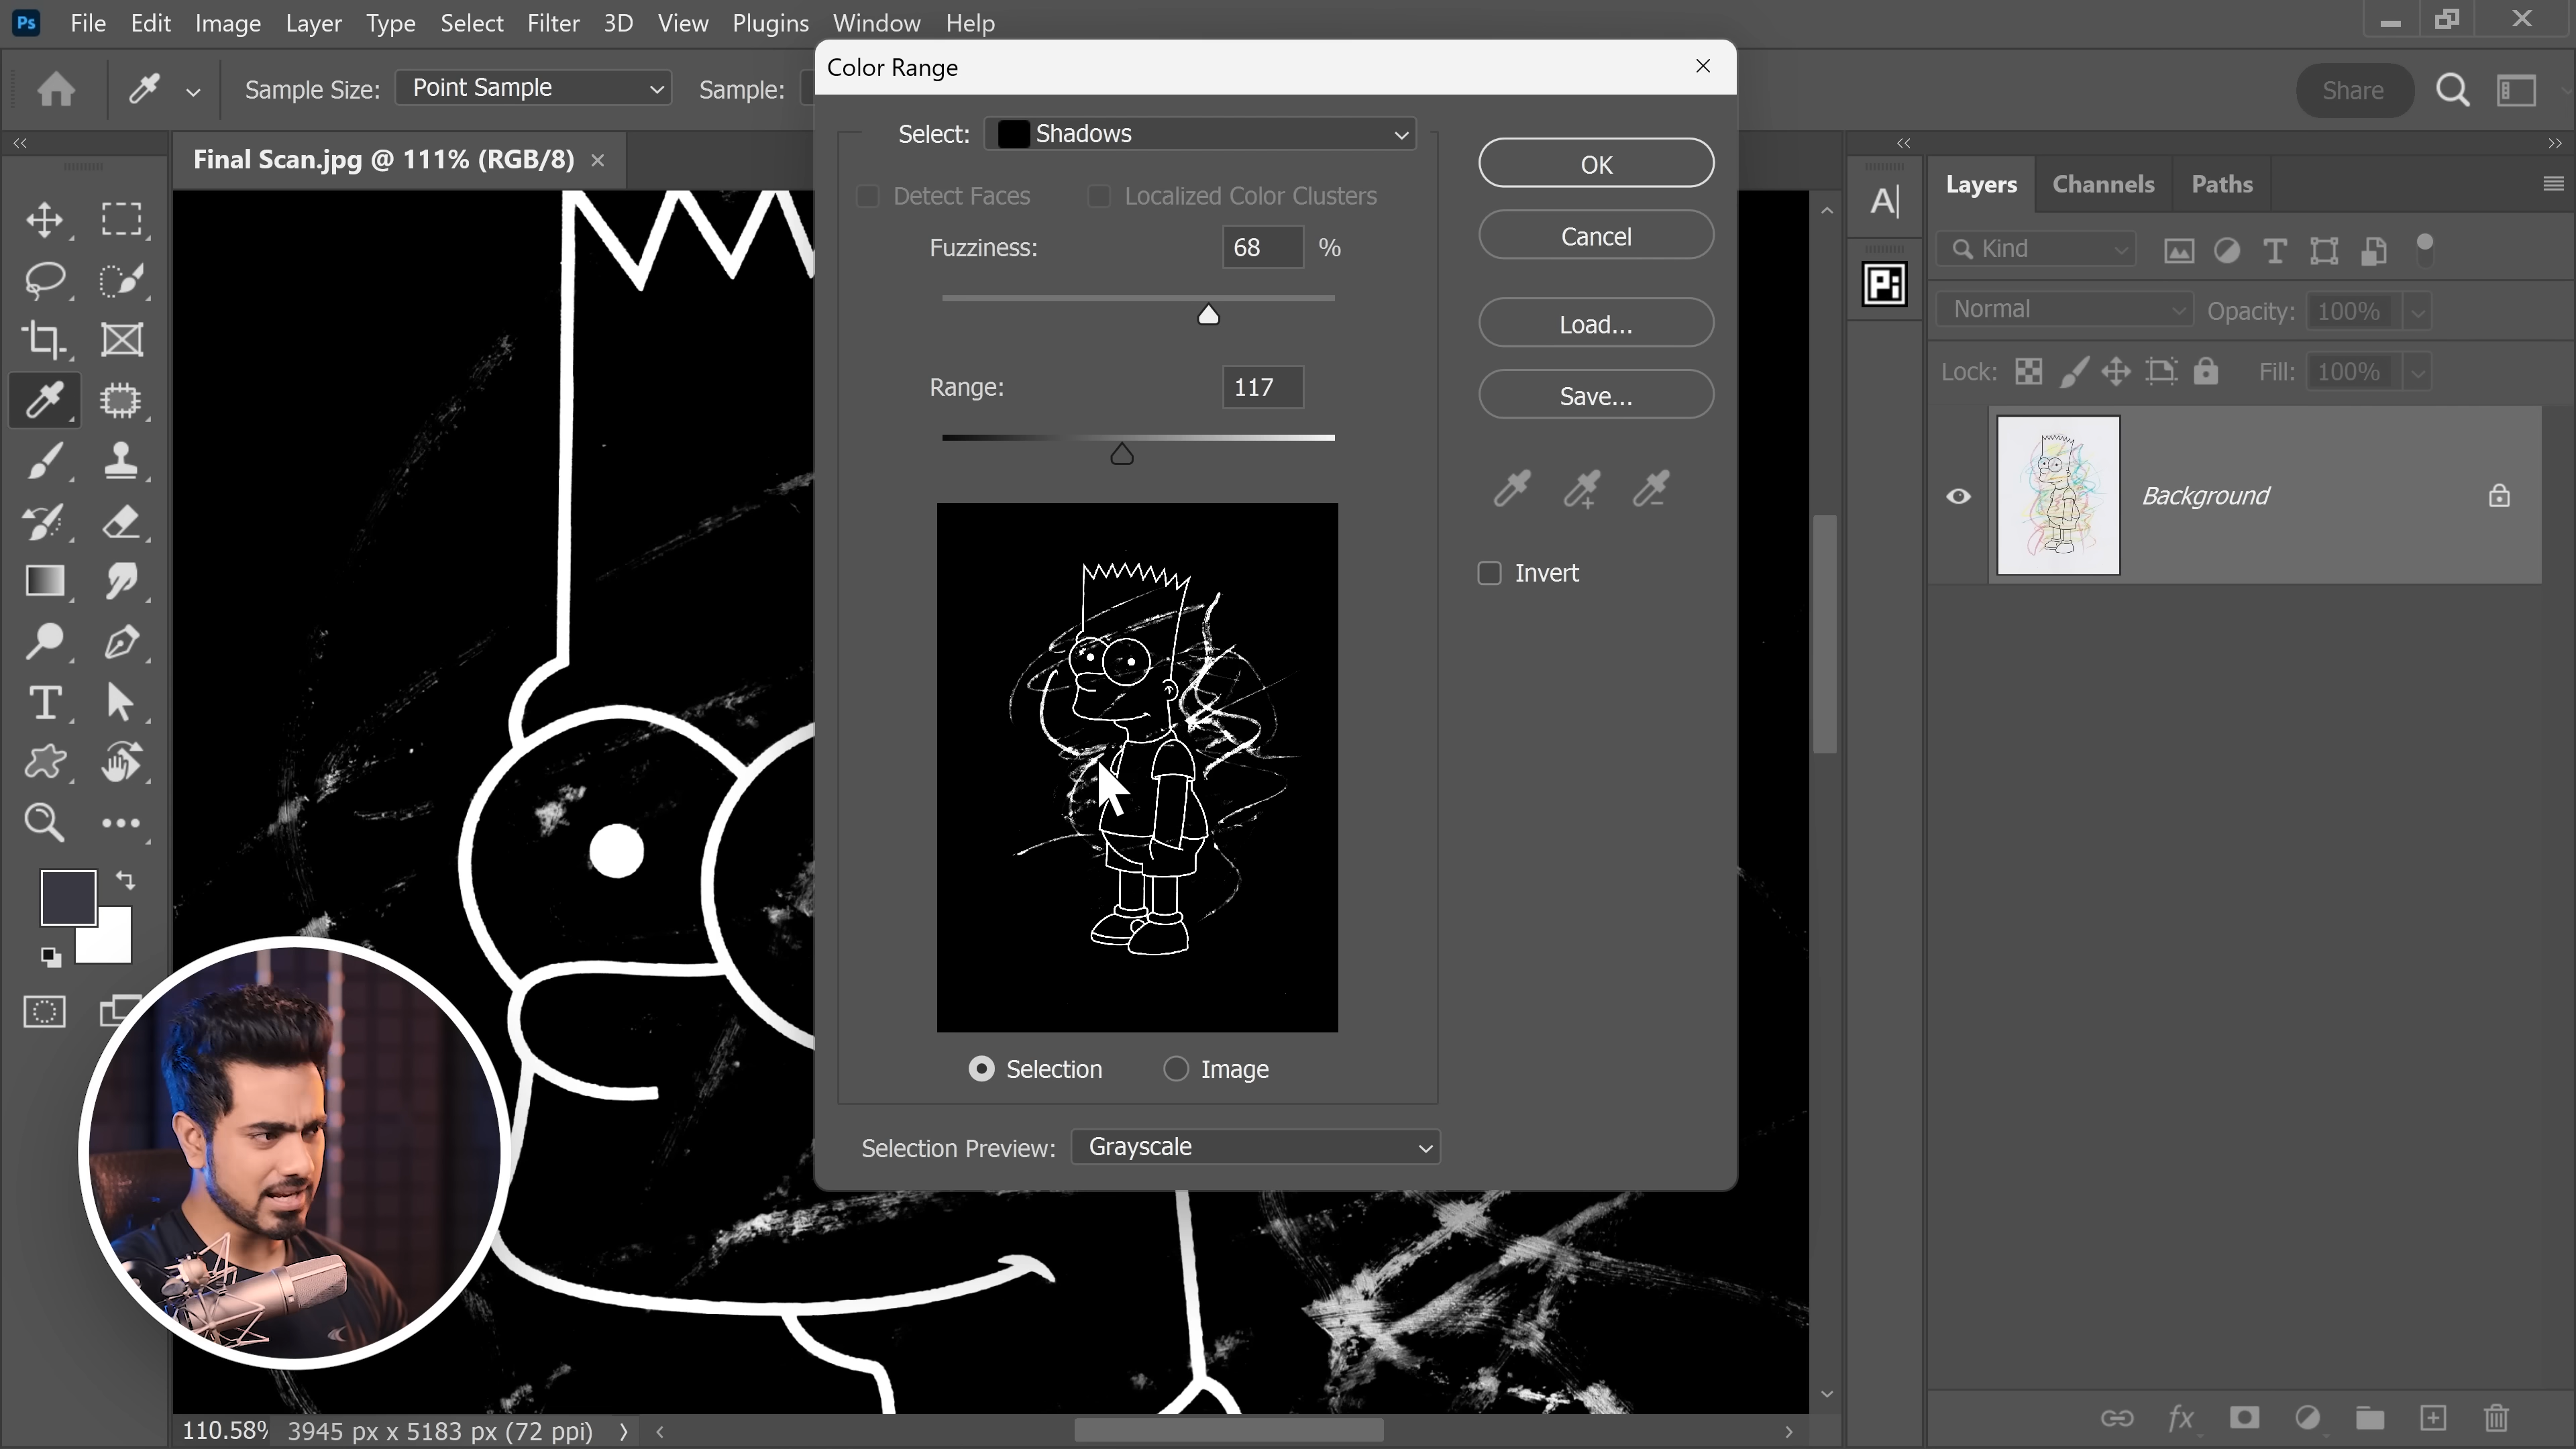 Ps File Edit Image Layer Type Select Filter 3D View Plugins Window Help
Sample Size: Point Sample Sample:
Share
Final Scan.jpg @ 111% (RGB/8)
Color Range
Select: Shadows
Detect Faces Localized Color Clusters
Fuzziness: 68 %
Range: 117
OK
Cancel
Load...
Save...
Invert
Selection Image
Selection Preview: Grayscale
A|
Pi
Layers Channels Paths
Kind
Normal Opacity: 100%
Lock: Fill: 100%
Background
fx
110.58% 3945 px x 5183 px (72 ppi)